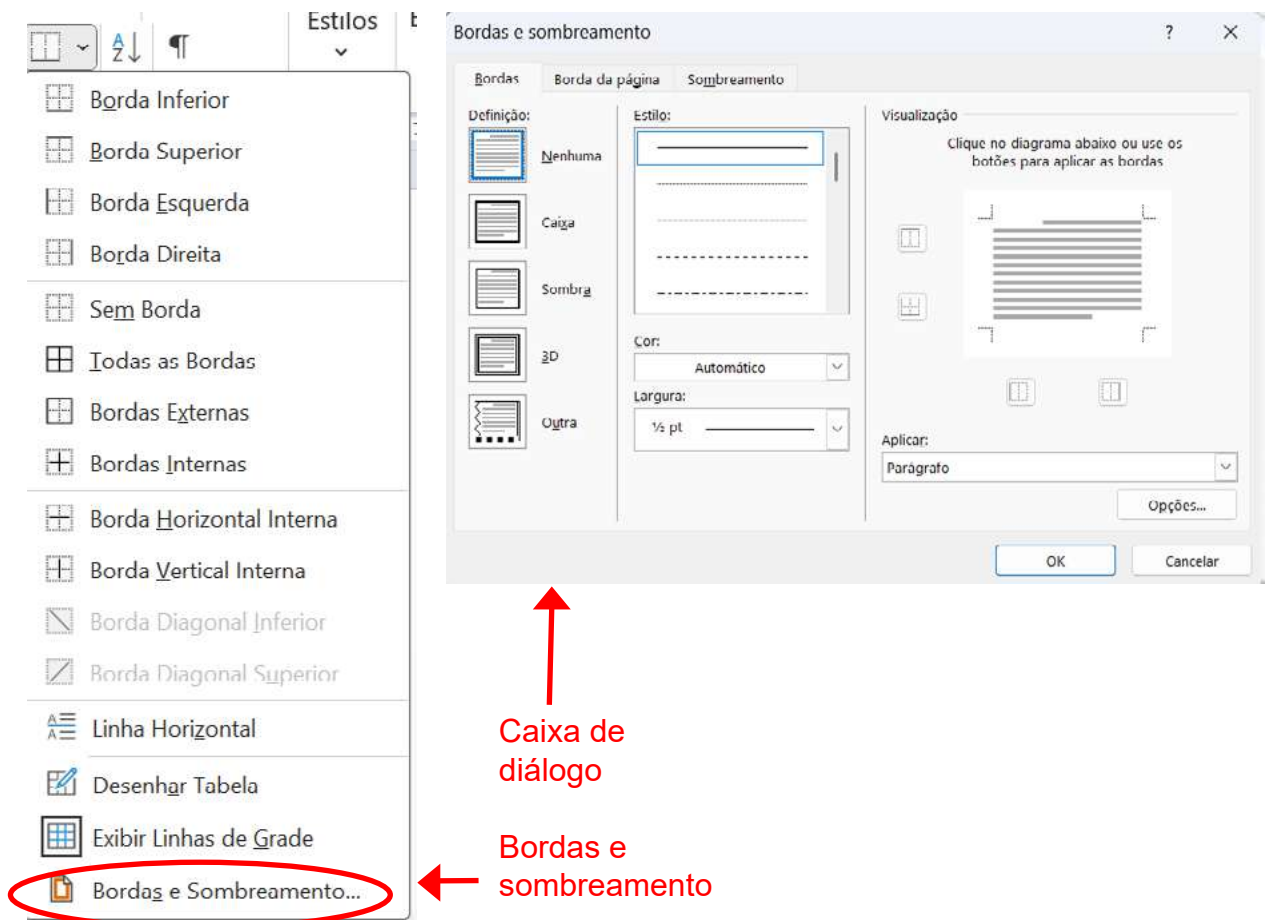 Estilos
Borda Inferior
Borda Superior
Borda Esquerda
Borda Direita
Sem Borda
Todas as Bordas
Bordas Externas
Bordas Internas
Borda Horizontal Interna
Borda Vertical Interna
Borda Diagonal Inferior
Borda Diagonal Superior
Linha Horizontal
Desenhar Tabela
Exibir Linhas de Grade
Bordas e Sombreamento...
Bordas e sombreamento
Bordas
Borda da página
Sombreamento
Definição:
Nenhuma
Caixa
Sombra
3D
Outra
Estilo:
Cor:
Automático
Largura:
½ pt
Visualização
Clique no diagrama abaixo ou use os
botões para aplicar as bordas
Aplicar:
Parágrafo
Opções...
OK
Cancelar
Caixa de
diálogo
Bordas e
sombreamento